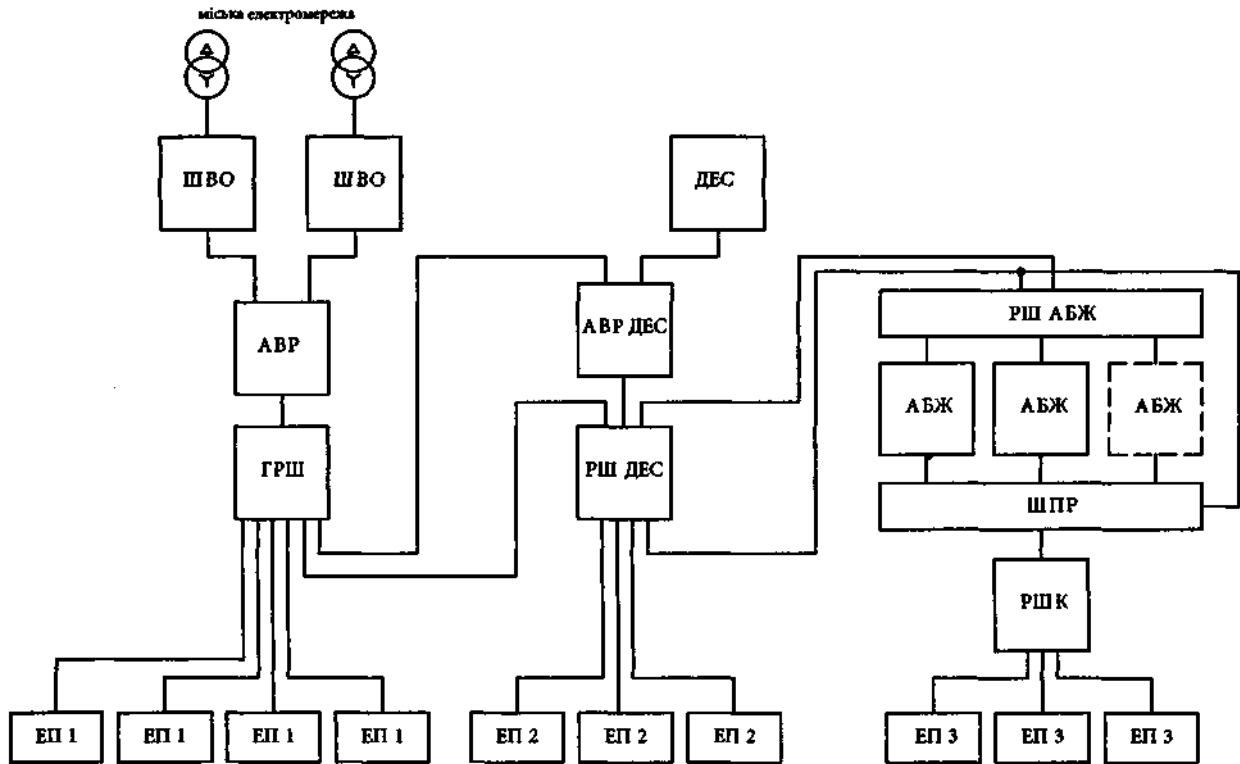 міська електромережа
ШВО ШВО ДЕС
АВР ДЕС РШ АБЖ
АВР
АБЖ АБЖ АБЖ
ГРШ РШ ДЕС
ШПР
РШК
ЕП 1 ЕП 1 ЕП 1 ЕП 1 ЕП 2 ЕП 2 ЕП 2 ЕП 3 ЕП 3 ЕП 3